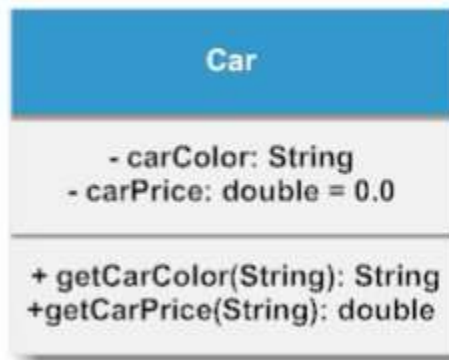 Car
- carColor: String
- carPrice: double = 0.0
+ getCarColor(String): String
+getCarPrice(String): double